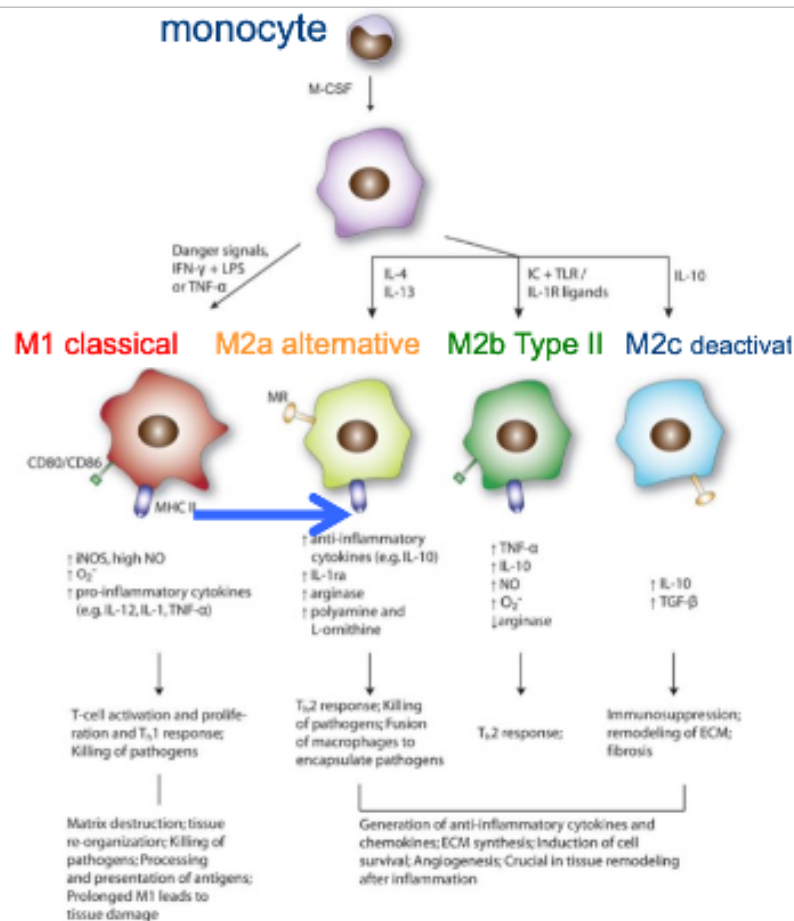 monocyte
M-CSF
Danger signals,
IFN-γ + LPS
or TNF-α
IL-4
IL-13
IC + TLR /
IL-1R ligands
IL-10
M1 classical
M2a alternative
M2b Type II
M2c deactivat
CD80/CD86
MHC II
MR
↑ iNOS, high NO
↑ O₂⁻
↑ pro-inflammatory cytokines
(e.g. IL-12, IL-1, TNF-α)
↑ anti-inflammatory
cytokines (e.g. IL-10)
↑ IL-1ra
↑ arginase
↑ polyamine and
L-ornithine
↑ TNF-α
↑ IL-10
↑ NO
↑ O₂⁻
↓ arginase
↑ IL-10
↑ TGF-β
T-cell activation and prolife-
ration and Tₕ1 response;
Killing of pathogens
Tₕ2 response; Killing
of pathogens; Fusion
of macrophages to
encapsulate pathogens
Tₕ2 response;
Immunosuppression;
remodeling of ECM;
fibrosis
Matrix destruction; tissue
re-organization; Killing of
pathogens; Processing
and presentation of antigens;
Prolonged M1 leads to
tissue damage
Generation of anti-inflammatory cytokines and
chemokines; ECM synthesis; Induction of cell
survival; Angiogenesis; Crucial in tissue remodeling
after inflammation